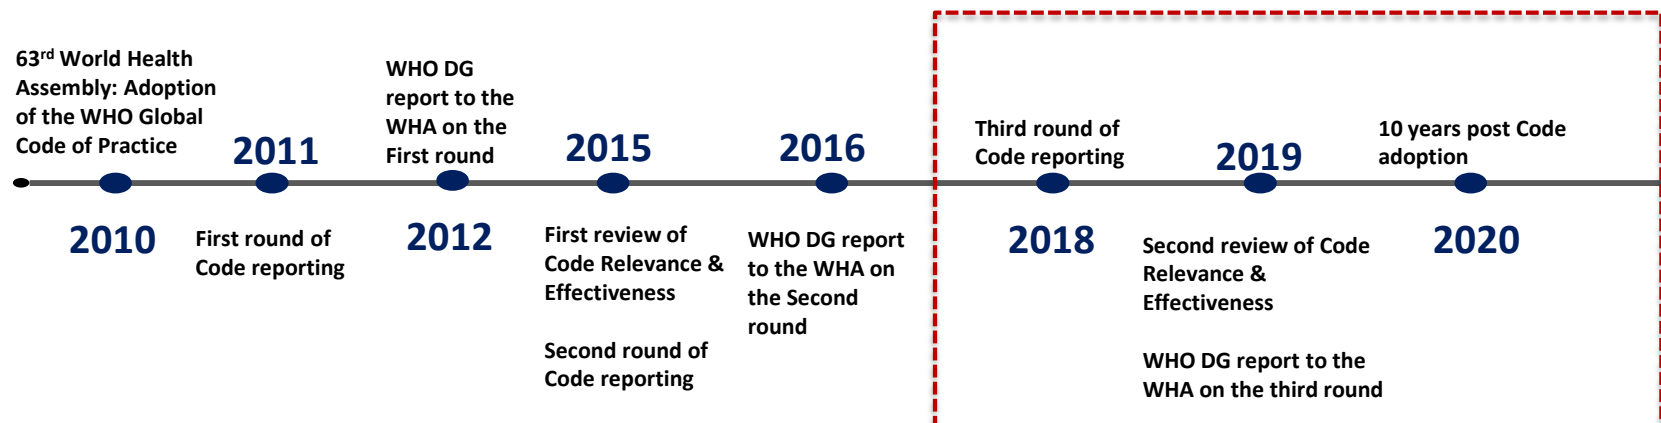 63rd World Health
Assembly: Adoption
of the WHO Global
Code of Practice
2010
2011
First round of
Code reporting
WHO DG
report to the
WHA on the
First round
2012
2015
First review of
Code Relevance &
Effectiveness
Second round of
Code reporting
2016
WHO DG report
to the WHA on
the Second
round
Third round of
Code reporting
2018
2019
Second review of Code
Relevance &
Effectiveness
WHO DG report to the
WHA on the third round
10 years post Code
adoption
2020